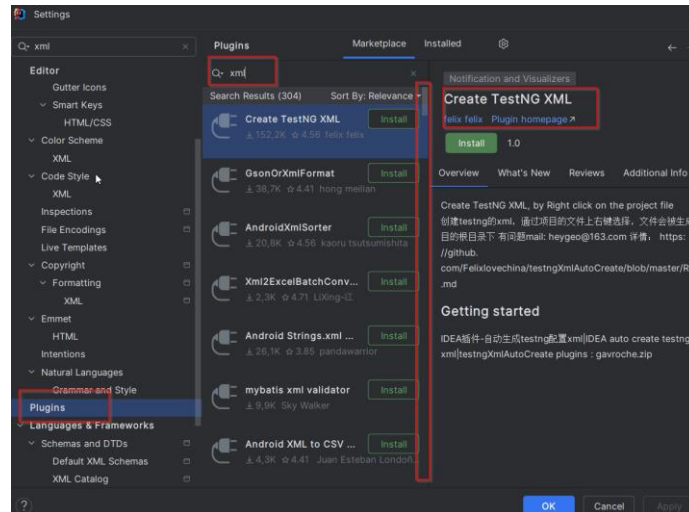 Settings
xml
Editor
Gutter Icons
Smart Keys
HTML/CSS
Color Scheme
XML
Code Style
XML
Inspections
File Encodings
Live Templates
Copyright
Formatting
XML
Emmet
HTML
Intentions
Natural Languages
Grammar and Style
Plugins
Languages & Frameworks
Schemas and DTDs
Default XML Schemas
XML Catalog
?
Plugins
Marketplace
Installed
xml
Search Results (304) Sort By: Relevance
Create TestNG XML Install
152,2K 4.56 felix felix
GsonOrXmlFormat Install
38,7K 4.41 hong meilian
AndroidXmlSorter Install
20,8K 4.56 kaoru tsutsumishita
Xml2ExcelBatchConv... Install
2,3K 4.71 LiXing-江
Android Strings.xml ... Install
26,1K 3.85 pandawarrior
mybatis xml validator Install
9,9K Sky Walker
Android XML to CSV ... Install
4,3K 4.41 Juan Esteban Londoñ...
Notification and Visualizers
Create TestNG XML
felix felix Plugin homepage
Install 1.0
Overview What's New Reviews Additional Info
Create TestNG XML, by Right click on the project file
创建testng的xml，通过项目的文件上右键选择，文件会被生成
目的根目录下 有问题mail: heygeo@163.com 详情： https:
//github.
com/Felixlovechina/testngXmlAutoCreate/blob/master/R
.md
Getting started
IDEA插件-自动生成testng配置xml|IDEA auto create testng
xml|testngXmlAutoCreate plugins : gavroche.zip
OK Cancel Apply